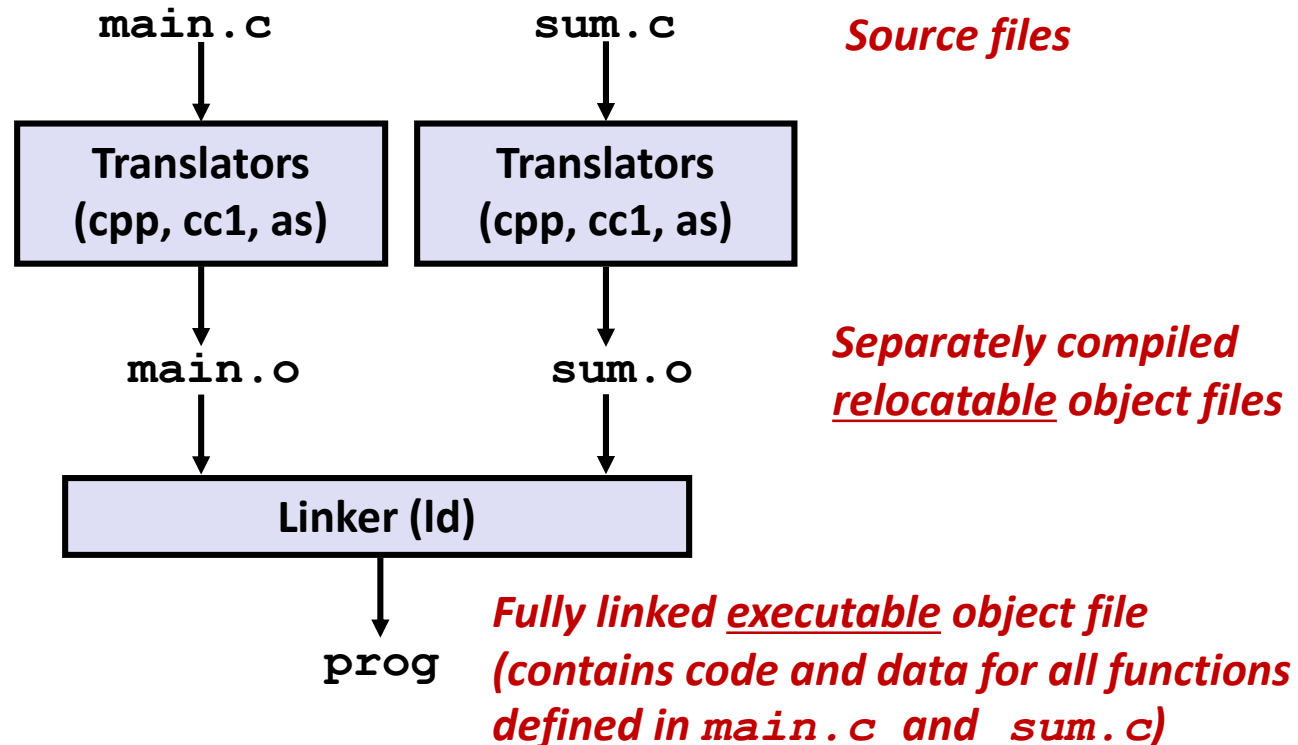 main.c
sum.c
Source files
Translators
(cpp, cc1, as)
Translators
(cpp, cc1, as)
main.o
sum.o
Separately compiled
relocatable object files
Linker (ld)
prog
Fully linked executable object file
(contains code and data for all functions
defined in main.c and sum.c)